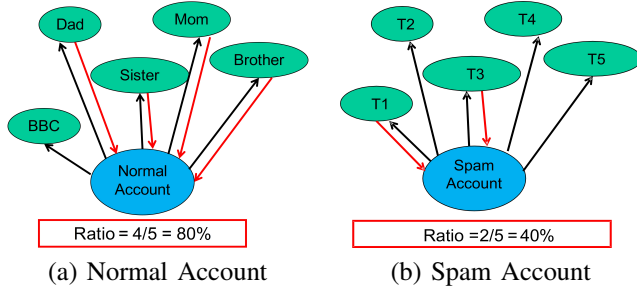 Dad
Mom
Sister
Brother
BBC
Normal
Account
Ratio = 4/5 = 80%
(a) Normal Account
T2
T4
T3
T5
T1
Spam
Account
Ratio =2/5 = 40%
(b) Spam Account